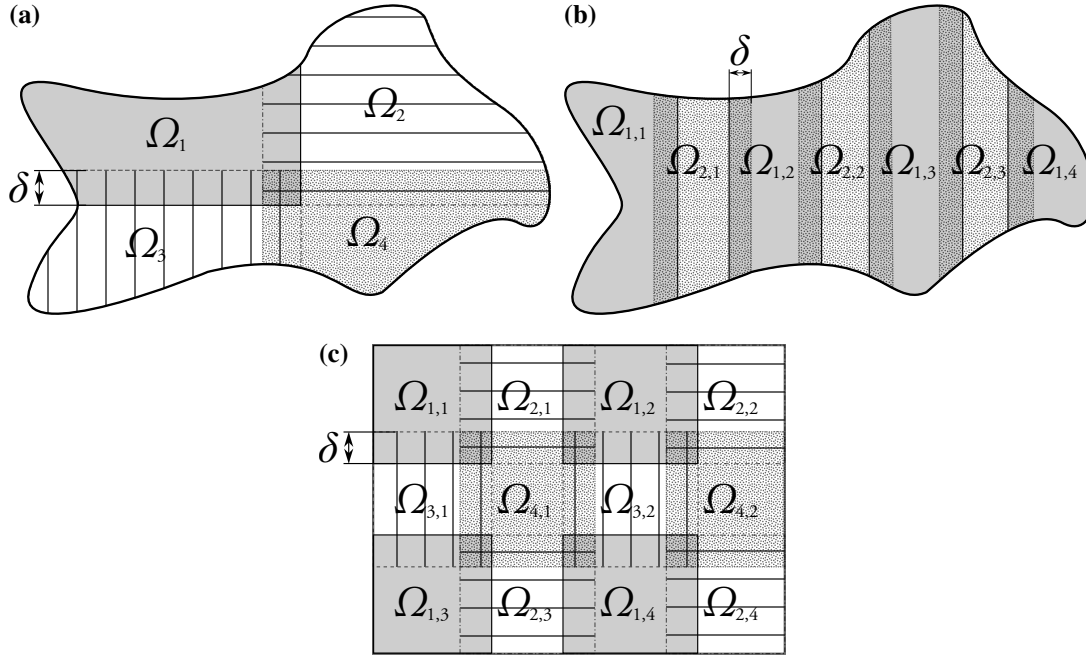 (a)
(b)
Ω₁
Ω₂
δ
Ω₃
Ω₄
δ
Ω₁,₁
Ω₂,₁
Ω₁,₂
Ω₂,₂
Ω₁,₃
Ω₂,₃
Ω₁,₄
(c)
Ω₁,₁ Ω₂,₁ Ω₁,₂ Ω₂,₂
δ
Ω₃,₁ Ω₄,₁ Ω₃,₂ Ω₄,₂
Ω₁,₃ Ω₂,₃ Ω₁,₄ Ω₂,₄